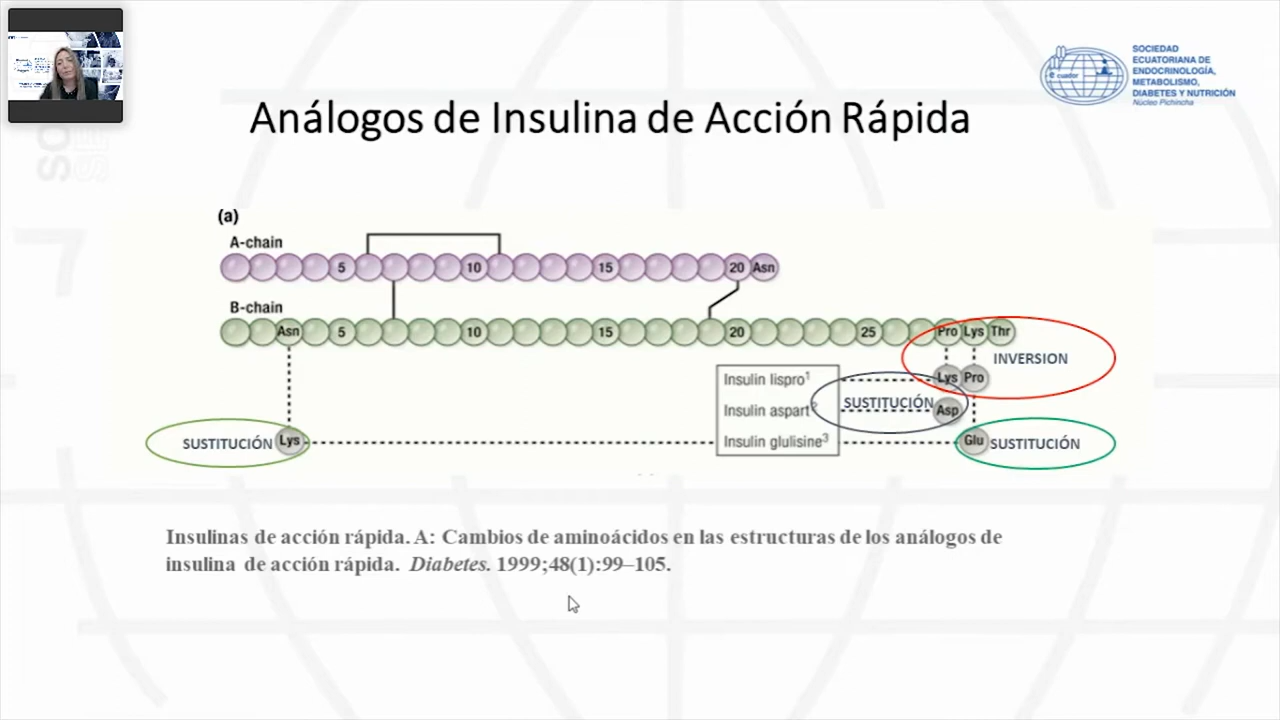 SOCIEDAD
ECUATORIANA DE
ENDOCRINOLOGÍA,
METABOLISMO,
DIABETES Y NUTRICIÓN
Núcleo Pichincha
ecuador
Análogos de Insulina de Acción Rápida
(a)
A-chain
5 10 15 20 Asn
B-chain
Asn 5 10 15 20 25 Pro Lys Thr
INVERSION
Insulin lispro1 Lys Pro
SUSTITUCIÓN
Insulin aspart2 Asp
SUSTITUCIÓN Lys Insulin glulisine3 Glu SUSTITUCIÓN
Insulinas de acción rápida. A: Cambios de aminoácidos en las estructuras de los análogos de
insulina de acción rápida. Diabetes. 1999;48(1):99–105.